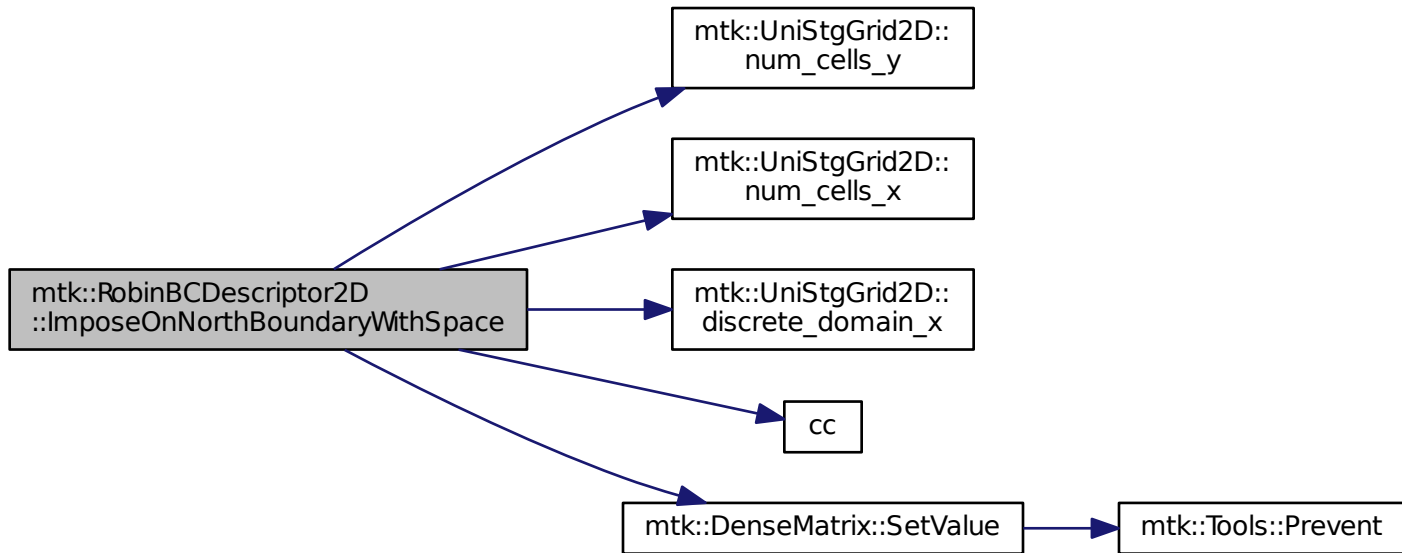 mtk::UniStgGrid2D::
num_cells_y
mtk::UniStgGrid2D::
num_cells_x
mtk::RobinBCDescriptor2D
::ImposeOnNorthBoundaryWithSpace
mtk::UniStgGrid2D::
discrete_domain_x
cc
mtk::DenseMatrix::SetValue
mtk::Tools::Prevent